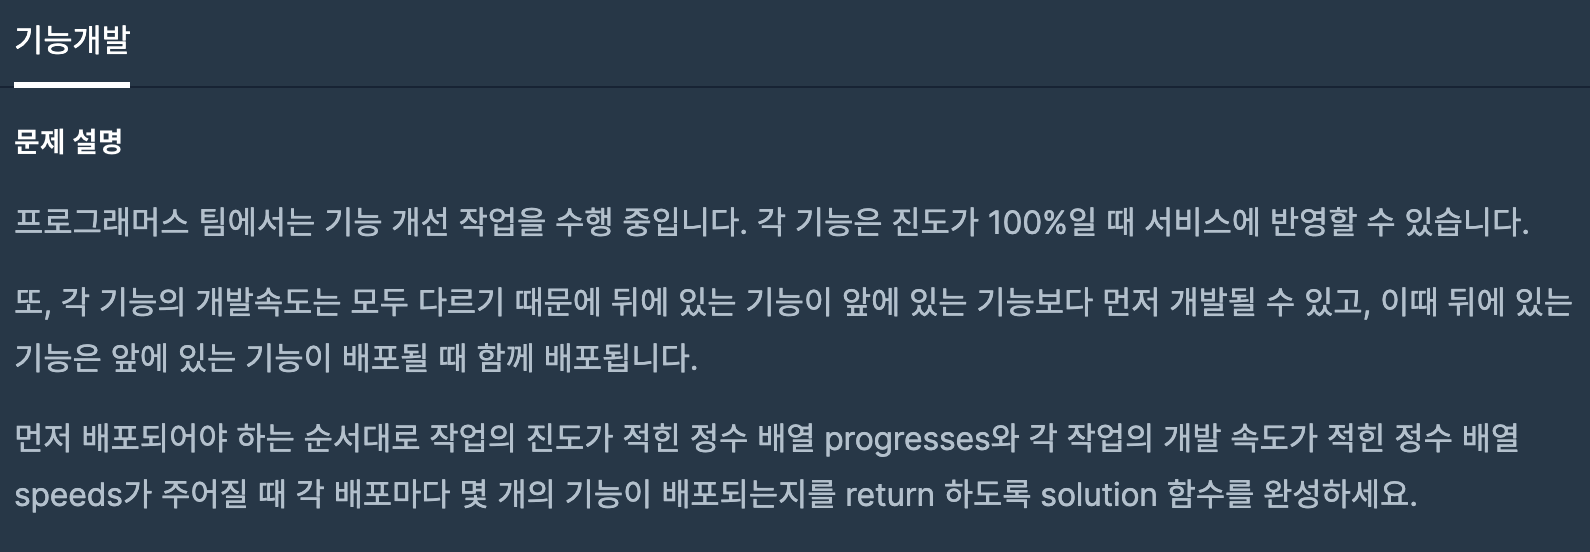 기능개발
문제 설명
프로그래머스 팀에서는 기능 개선 작업을 수행 중입니다. 각 기능은 진도가 100%일 때 서비스에 반영할 수 있습니다.
또, 각 기능의 개발속도는 모두 다르기 때문에 뒤에 있는 기능이 앞에 있는 기능보다 먼저 개발될 수 있고, 이때 뒤에 있는
기능은 앞에 있는 기능이 배포될 때 함께 배포됩니다.
먼저 배포되어야 하는 순서대로 작업의 진도가 적힌 정수 배열 progresses와 각 작업의 개발 속도가 적힌 정수 배열
speeds가 주어질 때 각 배포마다 몇 개의 기능이 배포되는지를 return 하도록 solution 함수를 완성하세요.